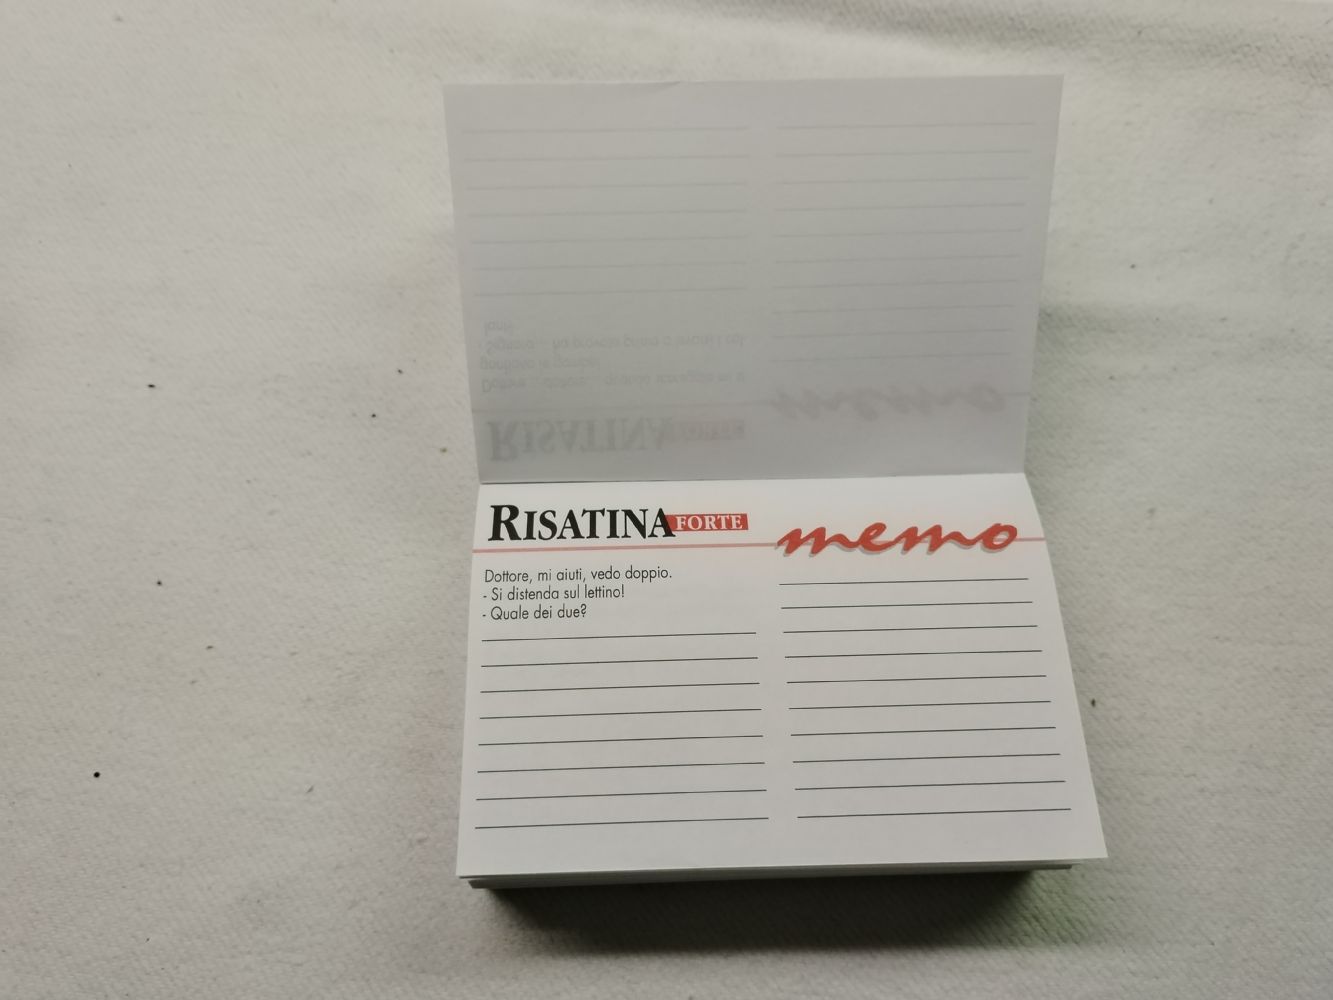 RISATINA FORTE memo
Dottore, mi aiuti, vedo doppio.
- Si distenda sul lettino!
- Quale dei due?